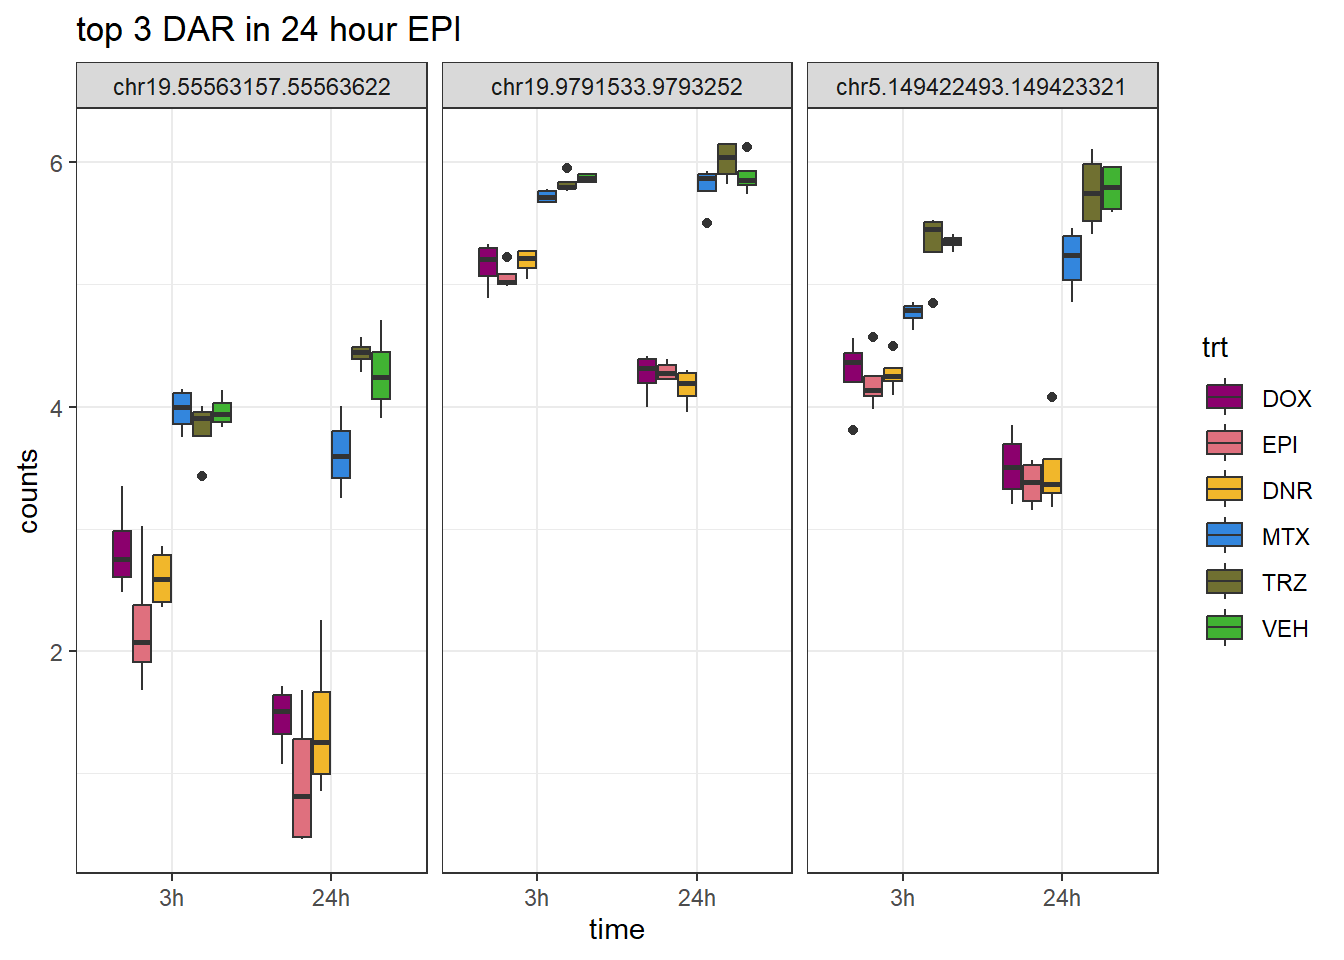 top 3 DAR in 24 hour EPI
chr19.55563157.55563622
chr19.9791533.9793252
chr5.149422493.149423321
6
4
2
counts
3h
24h
3h
24h
3h
24h
time
trt
DOX
EPI
DNR
MTX
TRZ
VEH